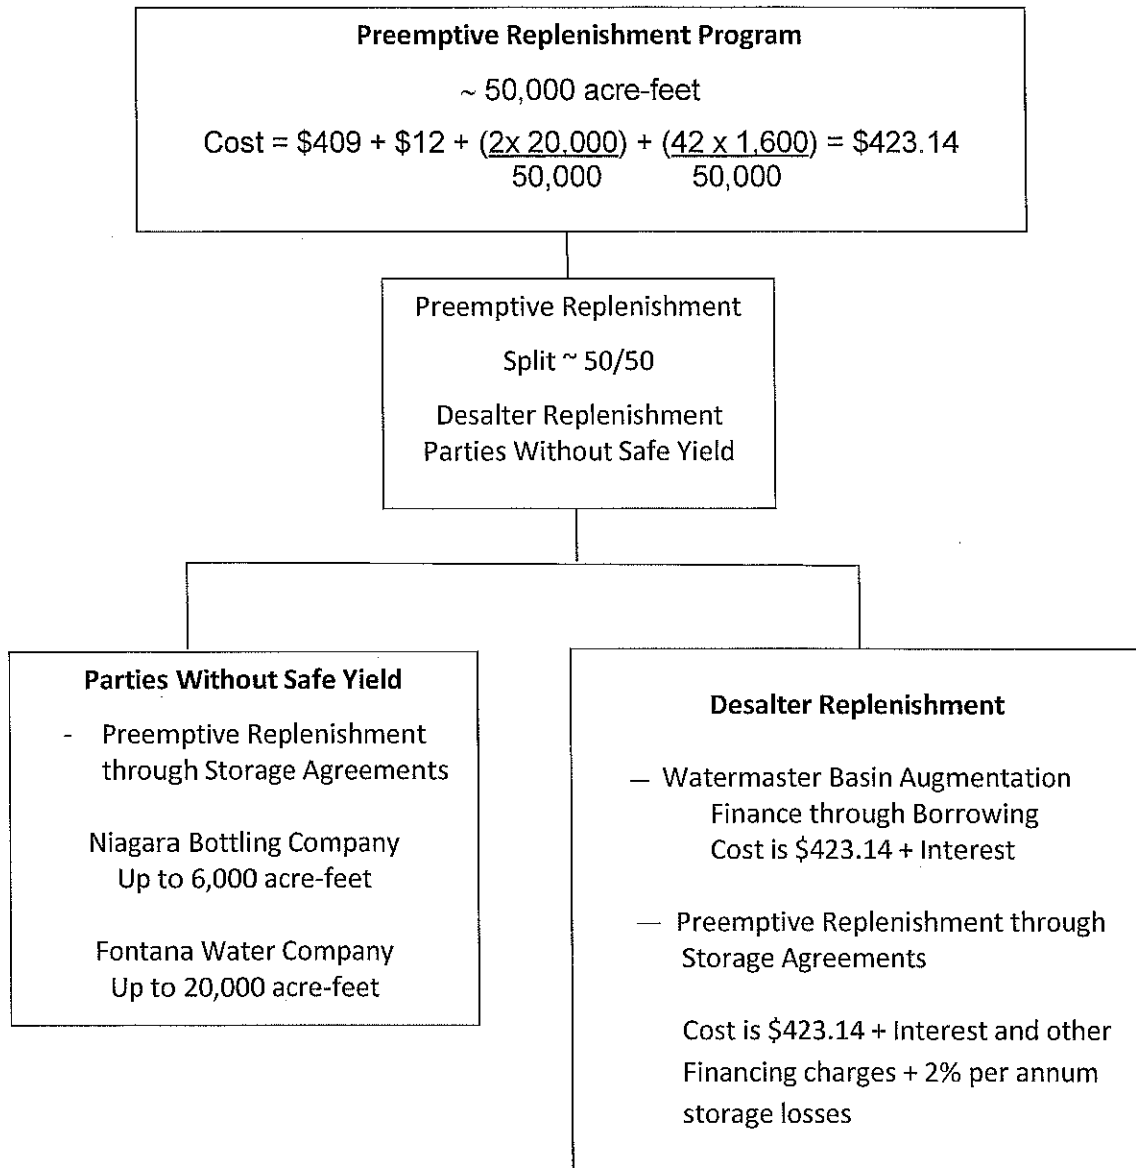 Preemptive Replenishment Program
~ 50,000 acre-feet
Cost = $409 + $12 + (2x 20,000) + (42 x 1,600) = $423.14
50,000 50,000
Preemptive Replenishment
Split ~ 50/50
Desalter Replenishment
Parties Without Safe Yield
Parties Without Safe Yield
- Preemptive Replenishment
through Storage Agreements
Niagara Bottling Company
Up to 6,000 acre-feet
Fontana Water Company
Up to 20,000 acre-feet
Desalter Replenishment
— Watermaster Basin Augmentation
Finance through Borrowing
Cost is $423.14 + Interest
— Preemptive Replenishment through
Storage Agreements
Cost is $423.14 + Interest and other
Financing charges + 2% per annum
storage losses